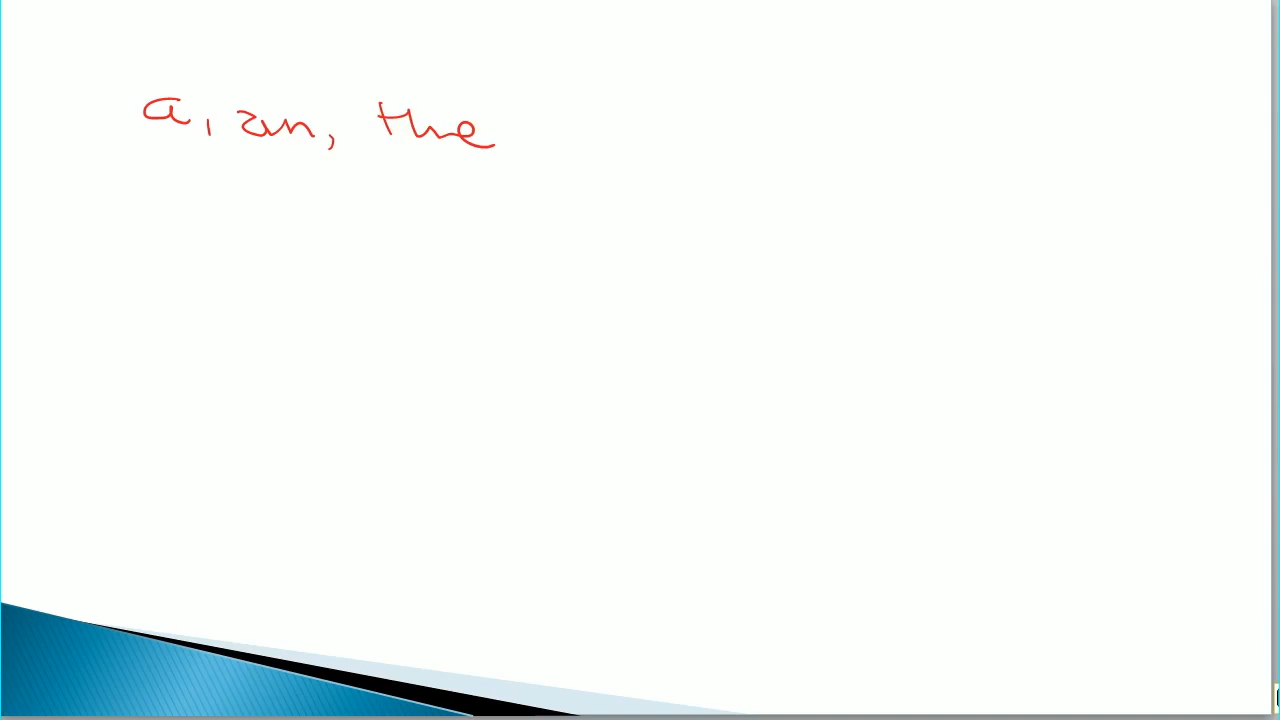 a, an, the